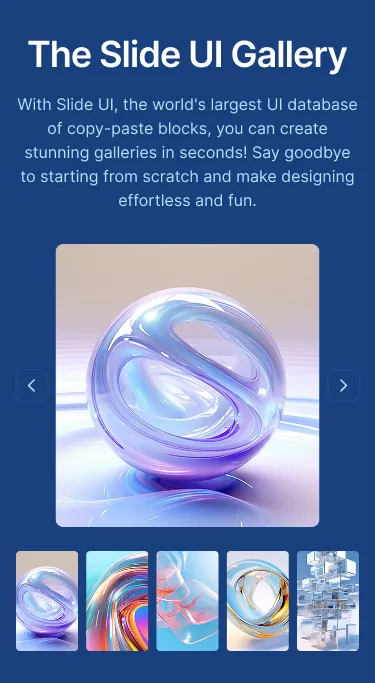 The Slide UI Gallery
With Slide UI, the world's largest UI database
of copy-paste blocks, you can create
stunning galleries in seconds! Say goodbye
to starting from scratch and make designing
effortless and fun.